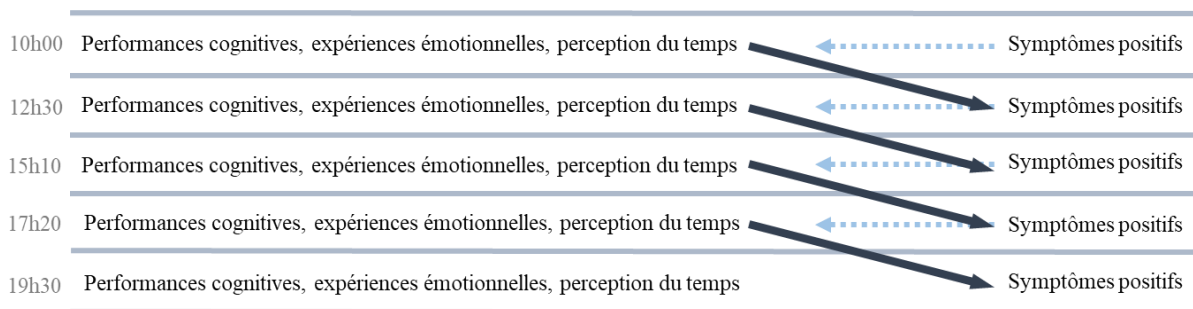 10h00 Performances cognitives, expériences émotionnelles, perception du temps Symptômes positifs
12h30 Performances cognitives, expériences émotionnelles, perception du temps Symptômes positifs
15h10 Performances cognitives, expériences émotionnelles, perception du temps Symptômes positifs
17h20 Performances cognitives, expériences émotionnelles, perception du temps Symptômes positifs
19h30 Performances cognitives, expériences émotionnelles, perception du temps Symptômes positifs